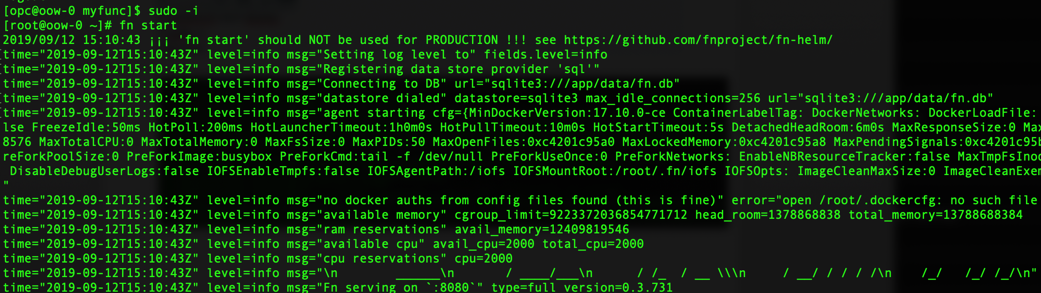 [opc@oow-0 myfunc]$ sudo -i
[root@oow-0 ~]# fn start
2019/09/12 15:10:43 ¡¡¡ 'fn start' should NOT be used for PRODUCTION !!! see https://github.com/fnproject/fn-helm/
time="2019-09-12T15:10:43Z" level=info msg="Setting log level to" fields.level=info
time="2019-09-12T15:10:43Z" level=info msg="Registering data store provider 'sql'"
time="2019-09-12T15:10:43Z" level=info msg="Connecting to DB" url="sqlite3:///app/data/fn.db"
time="2019-09-12T15:10:43Z" level=info msg="datastore dialed" datastore=sqlite3 max_idle_connections=256 url="sqlite3:///app/data/fn.db"
time="2019-09-12T15:10:43Z" level=info msg="agent starting cfg={MinDockerVersion:17.10.0-ce ContainerLabelTag: DockerNetworks: DockerLoadFile:
lse FreezeIdle:50ms HotPoll:200ms HotLauncherTimeout:1h0m0s HotPullTimeout:10m0s HotStartTimeout:5s DetachedHeadRoom:6m0s MaxResponseSize:0 Ma
8576 MaxTotalCPU:0 MaxTotalMemory:0 MaxFsSize:0 MaxPIDs:50 MaxOpenFiles:0xc4201c95a0 MaxLockedMemory:0xc4201c95a8 MaxPendingSignals:0xc4201c95
reForkPoolSize:0 PreForkImage:busybox PreForkCmd:tail -f /dev/null PreForkUseOnce:0 PreForkNetworks: EnableNBResourceTracker:false MaxTmpFsInod
DisableDebugUserLogs:false IOFSEnableTmpfs:false IOFSAgentPath:/iofs IOFSMountRoot:/root/.fn/iofs IOFSOpts: ImageCleanMaxSize:0 ImageCleanExem
"
time="2019-09-12T15:10:43Z" level=info msg="no docker auths from config files found (this is fine)" error="open /root/.dockercfg: no such file
time="2019-09-12T15:10:43Z" level=info msg="available memory" cgroup_limit=9223372036854771712 head_room=1378868838 total_memory=13788688384
time="2019-09-12T15:10:43Z" level=info msg="ram reservations" avail_memory=12409819546
time="2019-09-12T15:10:43Z" level=info msg="available cpu" avail_cpu=2000 total_cpu=2000
time="2019-09-12T15:10:43Z" level=info msg="cpu reservations" cpu=2000
time="2019-09-12T15:10:43Z" level=info msg="\n        ______\n       / ____/___\n      / /_  / __ \\\n     / __/ / / / /\n    /_/   /_/ /_/\n"
time="2019-09-12T15:10:43Z" level=info msg="Fn serving on `:8080`" type=full version=0.3.731